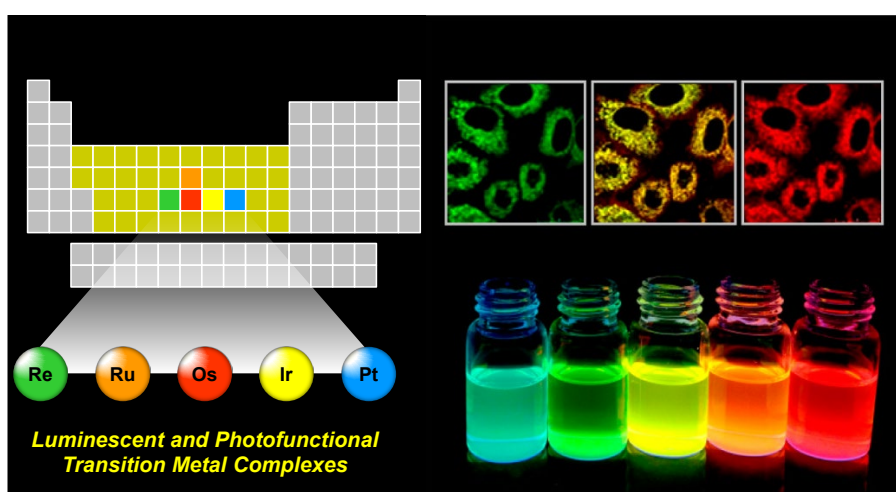 Re Ru Os Ir Pt
Luminescent and Photofunctional
Transition Metal Complexes